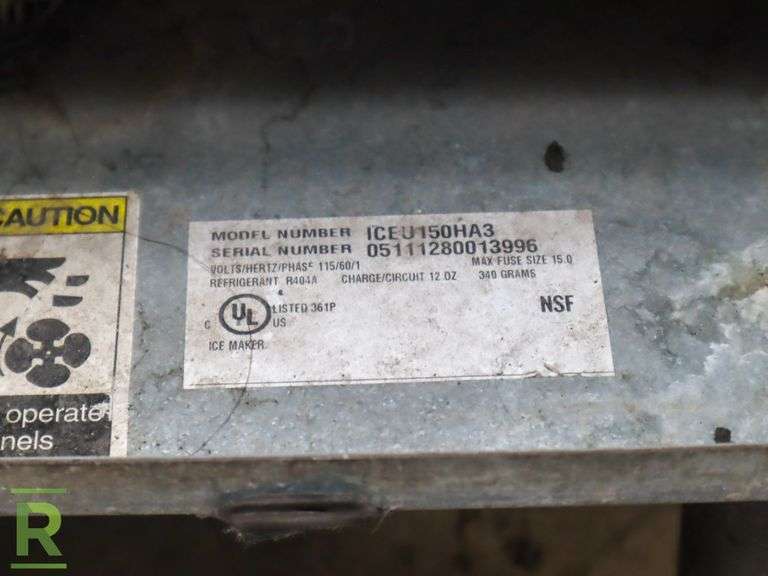 CAUTION
operate
nels
MODEL NUMBER ICEU150HA3
SERIAL NUMBER 05111280013996
VOLTS/HERTZ/PHASE 115/60/1 MAX FUSE SIZE 15.0
REFRIGERANT R404A CHARGE/CIRCUIT 12 OZ 340 GRAMS
C UL LISTED 361P
US
NSF
ICE MAKER
R